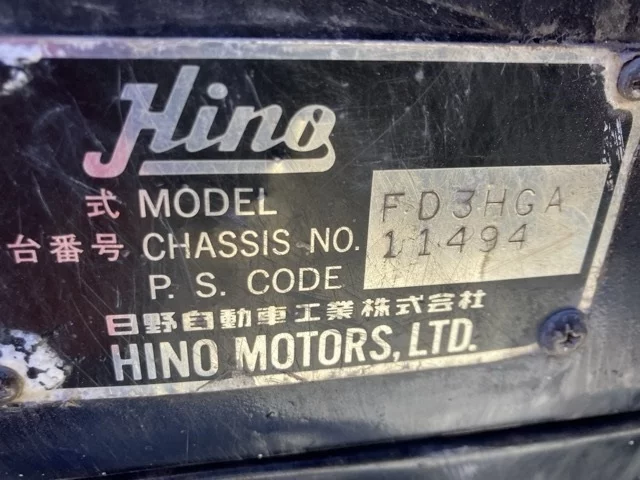 Hino
式 MODEL FD3HGA
台番号 CHASSIS NO. 11494
P. S. CODE
日野自動車工業株式会社
HINO MOTORS, LTD.